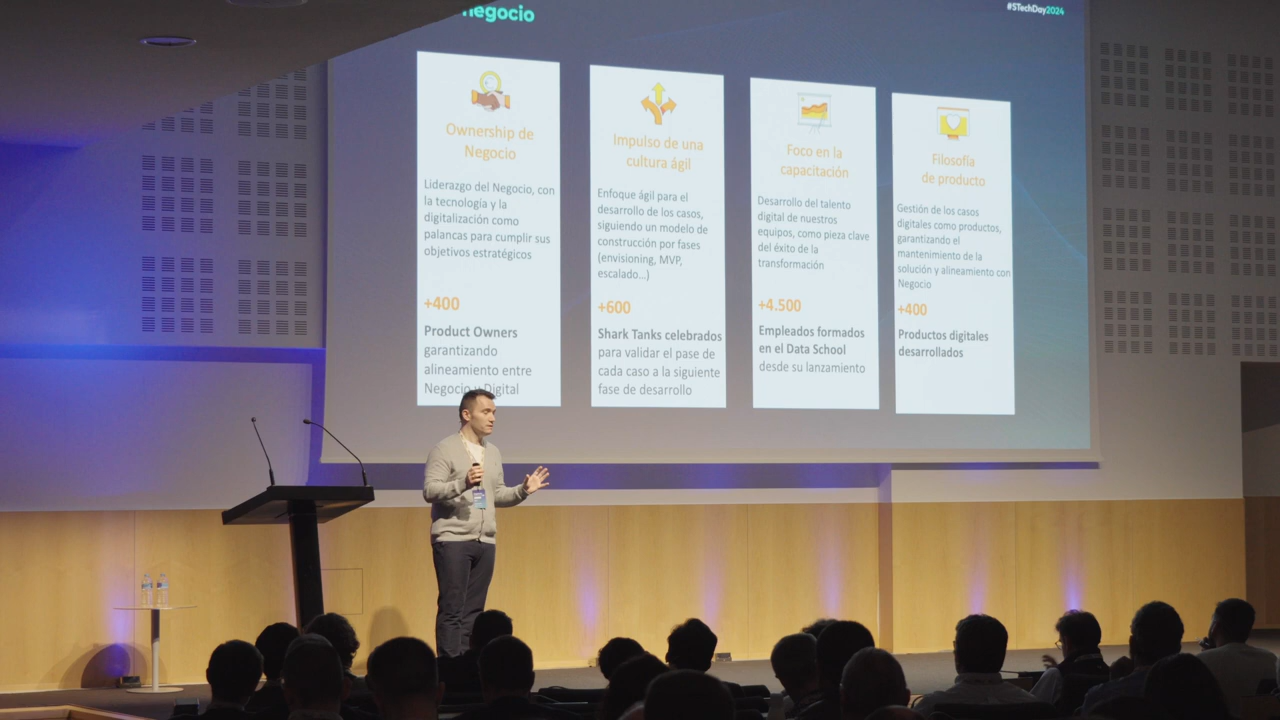 negocio
#STechDay2024
Ownership de
Negocio
Liderazgo del Negocio, con
la tecnología y la
digitalización como
palancas para cumplir sus
objetivos estratégicos
+400
Product Owners
garantizando
alineamiento entre
Negocio y Digital
Impulso de una
cultura ágil
Enfoque ágil para el
desarrollo de los casos,
siguiendo un modelo de
construcción por fases
(envisioning, MVP,
escalado...)
+600
Shark Tanks celebrados
para validar el pase de
cada caso a la siguiente
fase de desarrollo
Foco en la
capacitación
Desarrollo del talento
digital de nuestros
equipos, como pieza clave
del éxito de la
transformación
+4.500
Empleados formados
en el Data School
desde su lanzamiento
Filosofía
de producto
Gestión de los casos
digitales como productos,
garantizando el
mantenimiento de la
solución y alineamiento con
Negocio
+400
Productos digitales
desarrollados